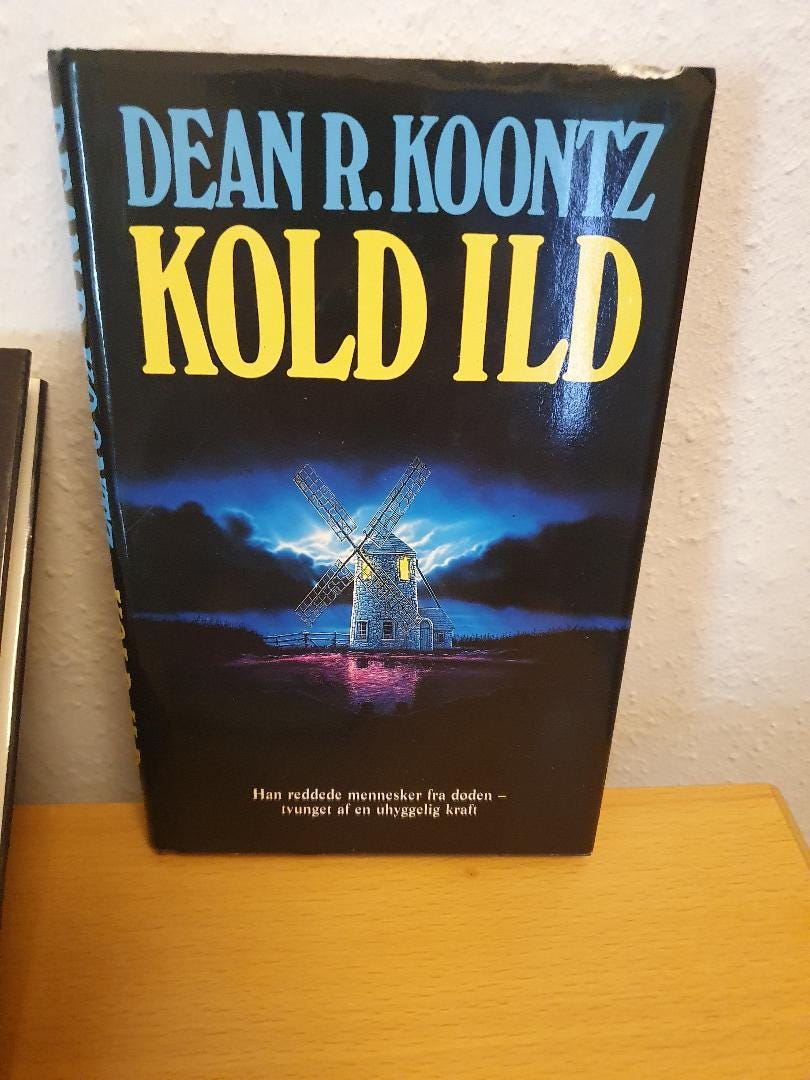 DEAN R. KOONTZ
KOLD ILD
Han reddede mennesker fra døden –
tvunget af en uhyggelig kraft